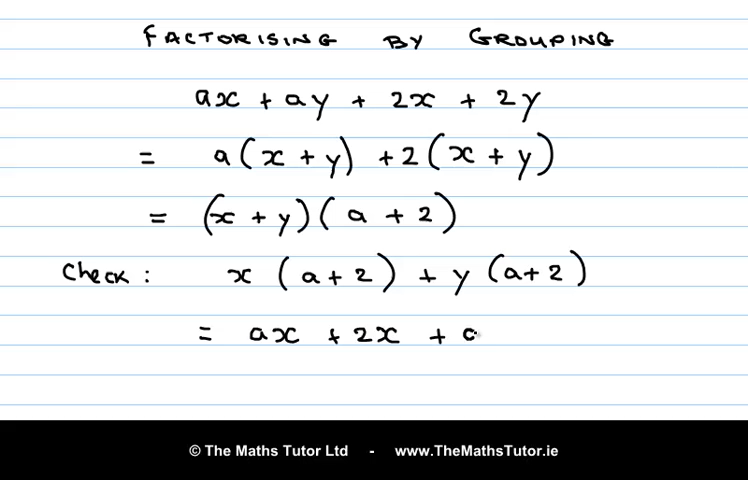 FACTORISING BY GROUPING
ax + ay + 2x + 2y
= a(x + y) + 2(x + y)
= (x + y)(a + 2)
Check: x(a+2) + y(a+2)
= ax + 2x +
© The Maths Tutor Ltd - www.TheMathsTutor.ie